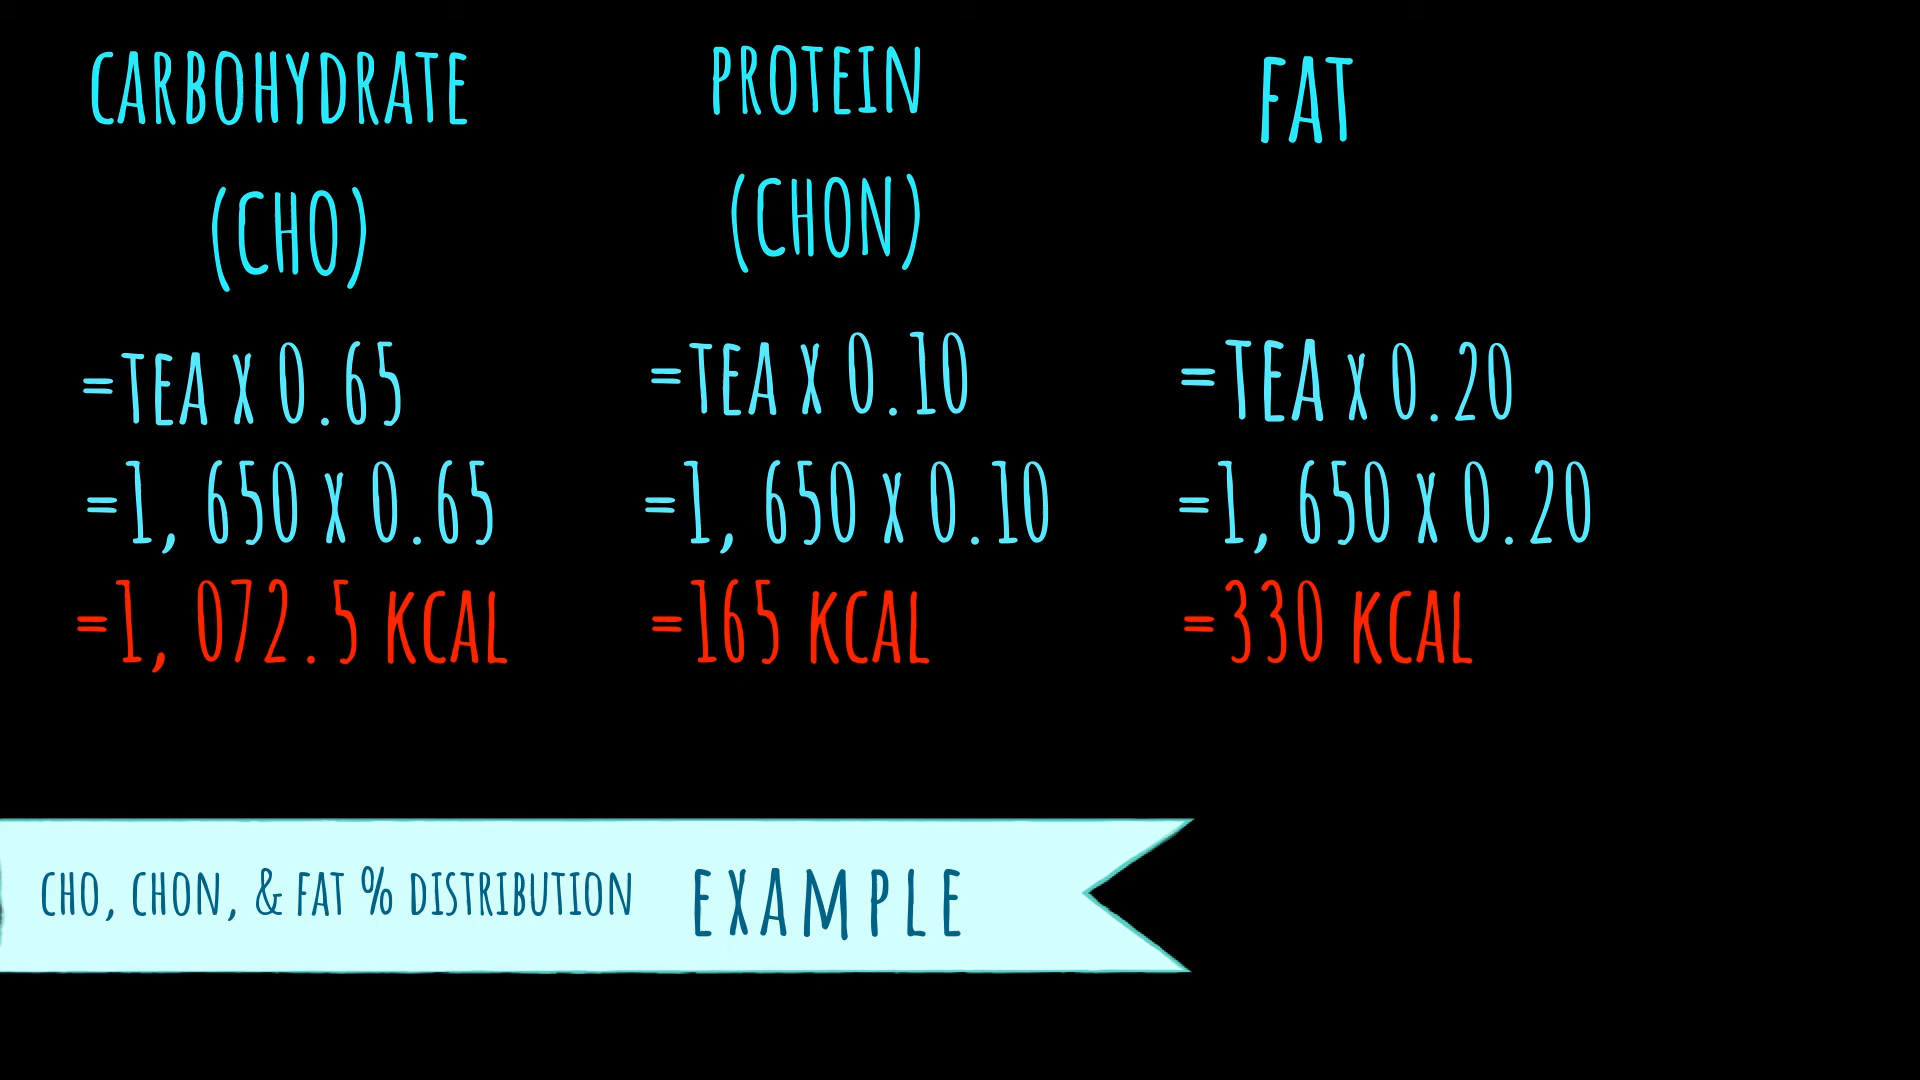 CARBOHYDRATE
(CHO)
=TEA X 0.65
=1, 650 X 0.65
=1, 072.5 KCAL
PROTEIN
(CHON)
=TEA X 0.10
=1, 650 X 0.10
=165 KCAL
FAT
=TEA X 0.20
=1, 650 X 0.20
=330 KCAL
CHO, CHON, & FAT % DISTRIBUTION EXAMPLE